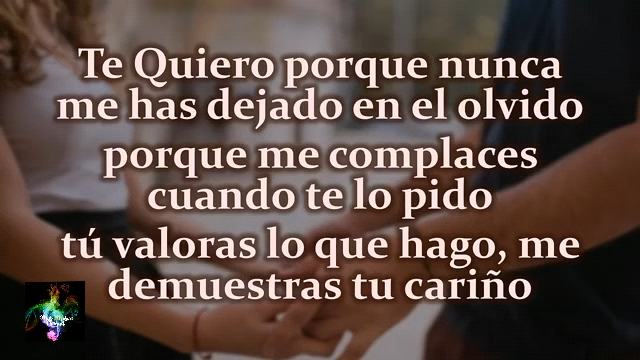 Te Quiero porque nunca
me has dejado en el olvido
porque me complaces
cuando te lo pido
tú valoras lo que hago, me
demuestras tu cariño